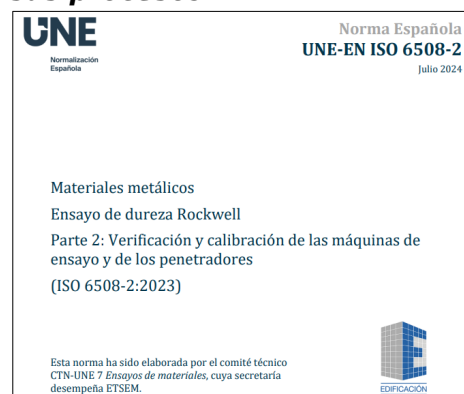 UNE
Normalización
Española
Norma Española
UNE-EN ISO 6508-2
Julio 2024
Materiales metálicos
Ensayo de dureza Rockwell
Parte 2: Verificación y calibración de las máquinas de
ensayo y de los penetradores
(ISO 6508-2:2023)
Esta norma ha sido elaborada por el comité técnico
CTN-UNE 7 Ensayos de materiales, cuya secretaría
desempeña ETSEM.
EDIFICACIÓN